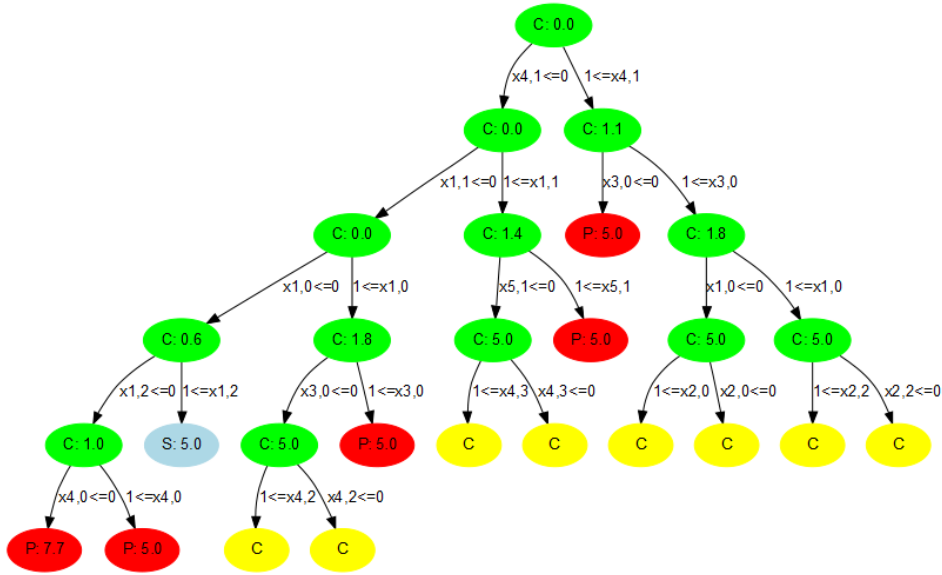 C: 0.0
x4,1<=0 1<=x4,1
C: 0.0 C: 1.1
x1,1<=0 1<=x1,1 x3,0<=0 1<=x3,0
C: 0.0 C: 1.4 P: 5.0 C: 1.8
x1,0<=0 1<=x1,0 x5,1<=0 1<=x5,1 x1,0<=0 1<=x1,0
C: 0.6 C: 1.8 C: 5.0 P: 5.0 C: 5.0 C: 5.0
x1,2<=0 1<=x1,2 x3,0<=0 1<=x3,0 1<=x4,3 x4,3<=0 1<=x2,0 x2,0<=0 1<=x2,2 x2,2<=0
C: 1.0 S: 5.0 C: 5.0 P: 5.0 C C C C C C
x4,0<=0 1<=x4,0 1<=x4,2 x4,2<=0
P: 7.7 P: 5.0 C C